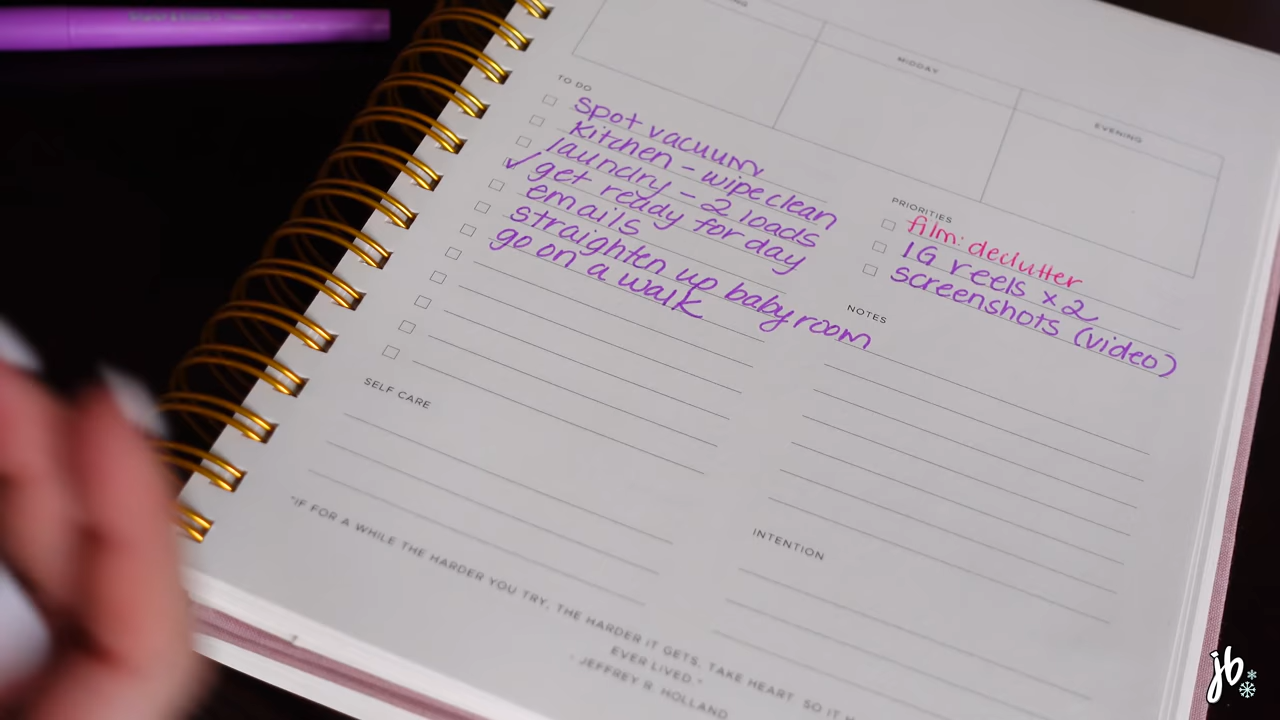 MIDDAY
EVENING
TO DO
spot vacuum
kitchen - wipe clean
laundry - 2 loads
✓ get ready for day
emails
straighten up baby room
go on a walk
PRIORITIES
film: declutter
IG reels x 2
screenshots (video)
NOTES
SELF CARE
INTENTION
"IF FOR A WHILE THE HARDER YOU TRY, THE HARDER IT GETS, TAKE HEART. SO IT H
EVER LIVED."
- JEFFREY R. HOLLAND
jb